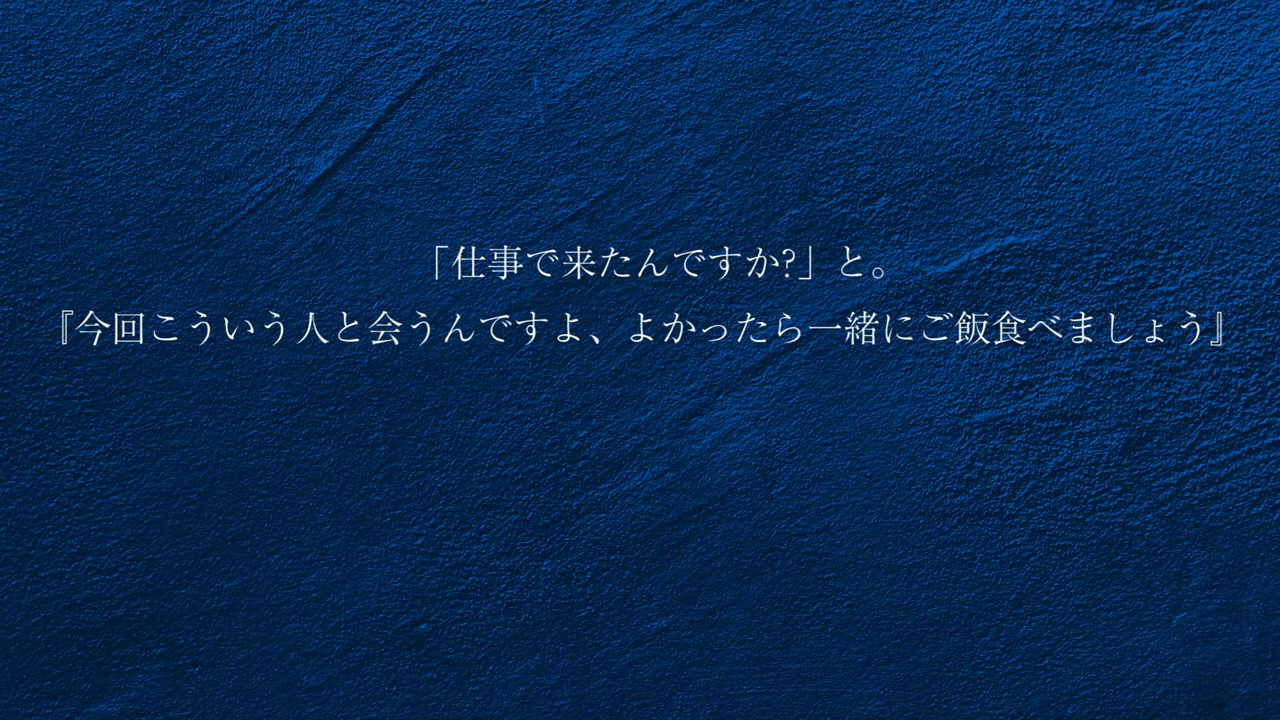 「仕事で来たんですか?」と。
『今回こういう人と会うんですよ、よかったら一緒にご飯食べましょう』